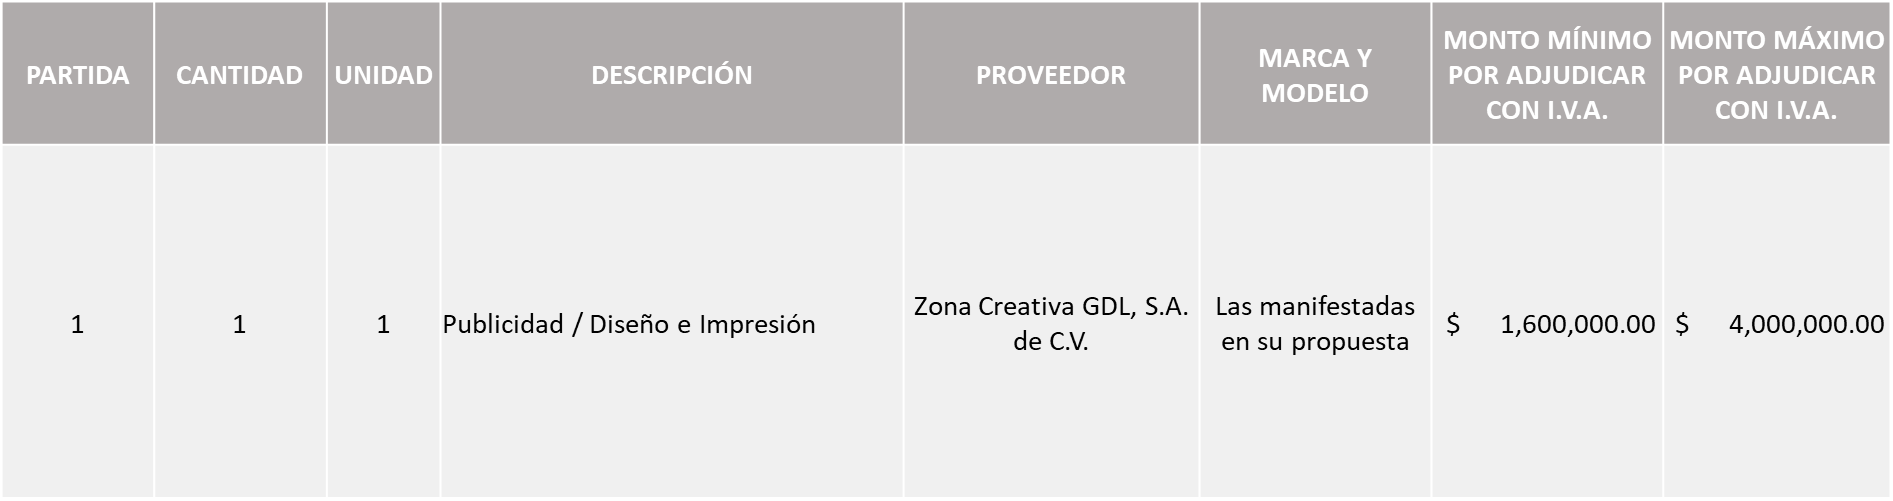 PARTIDA
CANTIDAD
UNIDAD
DESCRIPCIÓN
PROVEEDOR
MARCA Y
MODELO
MONTO MÍNIMO
POR ADJUDICAR
CON I.V.A.
MONTO MÁXIMO
POR ADJUDICAR
CON I.V.A.
1
1
1
Publicidad / Diseño e Impresión
Zona Creativa GDL, S.A.
de C.V.
Las manifestadas
en su propuesta
$ 1,600,000.00
$ 4,000,000.00